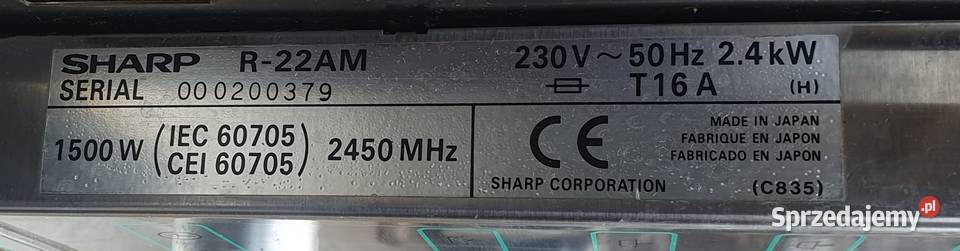 SHARP R-22AM 230V~50Hz 2.4kW
SERIAL 000200379 T16A (H)
1500W (IEC 60705 CEI 60705) 2450MHz
CE
MADE IN JAPAN
FABRIQUE EN JAPON
FABRICADO EN JAPON
SHARP CORPORATION (C835)
Sprzedajemy.pl